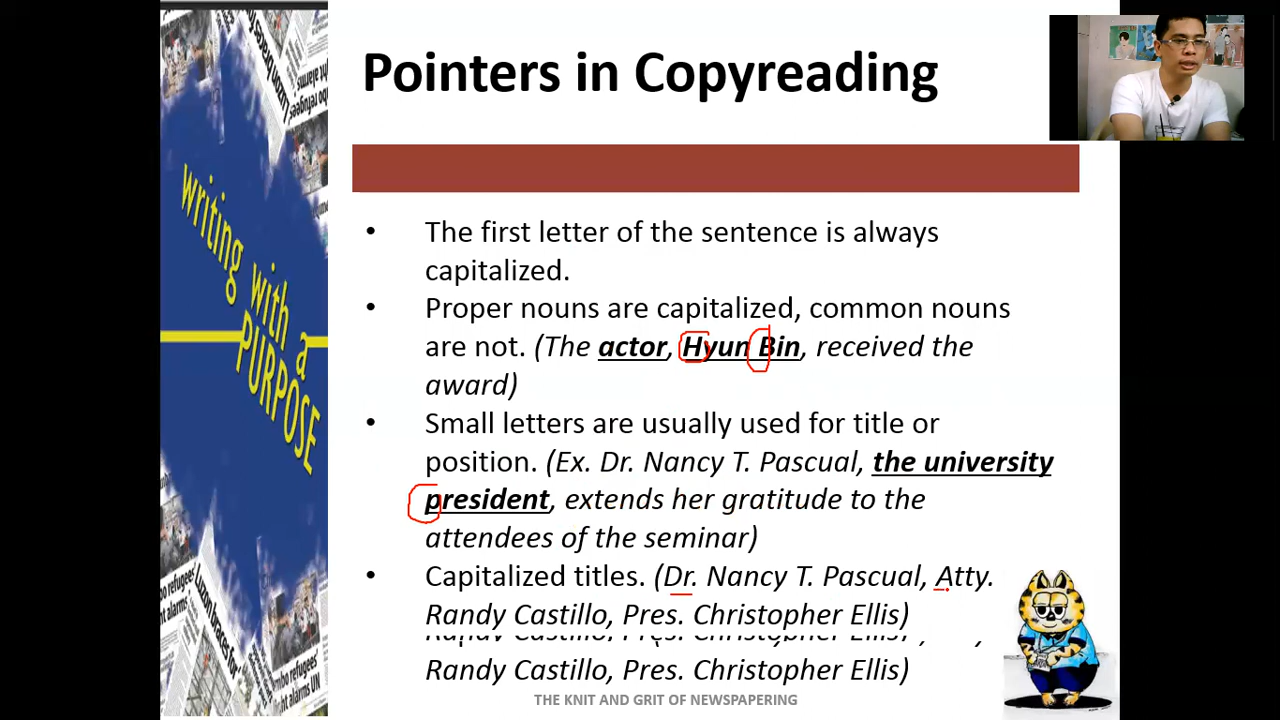 Pointers in Copyreading
writing with a
PURPOSE
• The first letter of the sentence is always
capitalized.
• Proper nouns are capitalized, common nouns
are not. (The actor, Hyun Bin, received the
award)
• Small letters are usually used for title or
position. (Ex. Dr. Nancy T. Pascual, the university
president, extends her gratitude to the
attendees of the seminar)
• Capitalized titles. (Dr. Nancy T. Pascual, Atty.
Randy Castillo, Pres. Christopher Ellis)
Randy Castillo, Pres. Christopher Ellis)
THE KNIT AND GRIT OF NEWSPAPERING